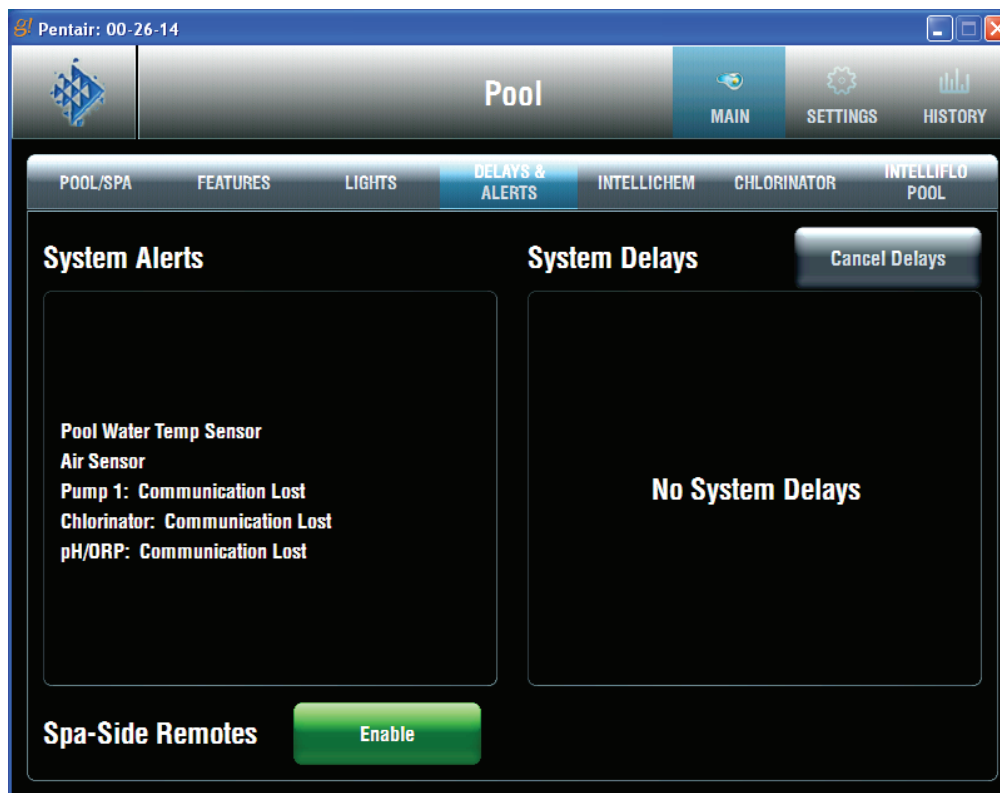 g! Pentair: 00-26-14
Pool
MAIN
SETTINGS
HISTORY
POOL/SPA
FEATURES
LIGHTS
DELAYS &
ALERTS
INTELLICHEM
CHLORINATOR
INTELLIFLO
POOL
System Alerts
System Delays
Cancel Delays
Pool Water Temp Sensor
Air Sensor
Pump 1: Communication Lost
Chlorinator: Communication Lost
pH/ORP: Communication Lost
No System Delays
Spa-Side Remotes
Enable